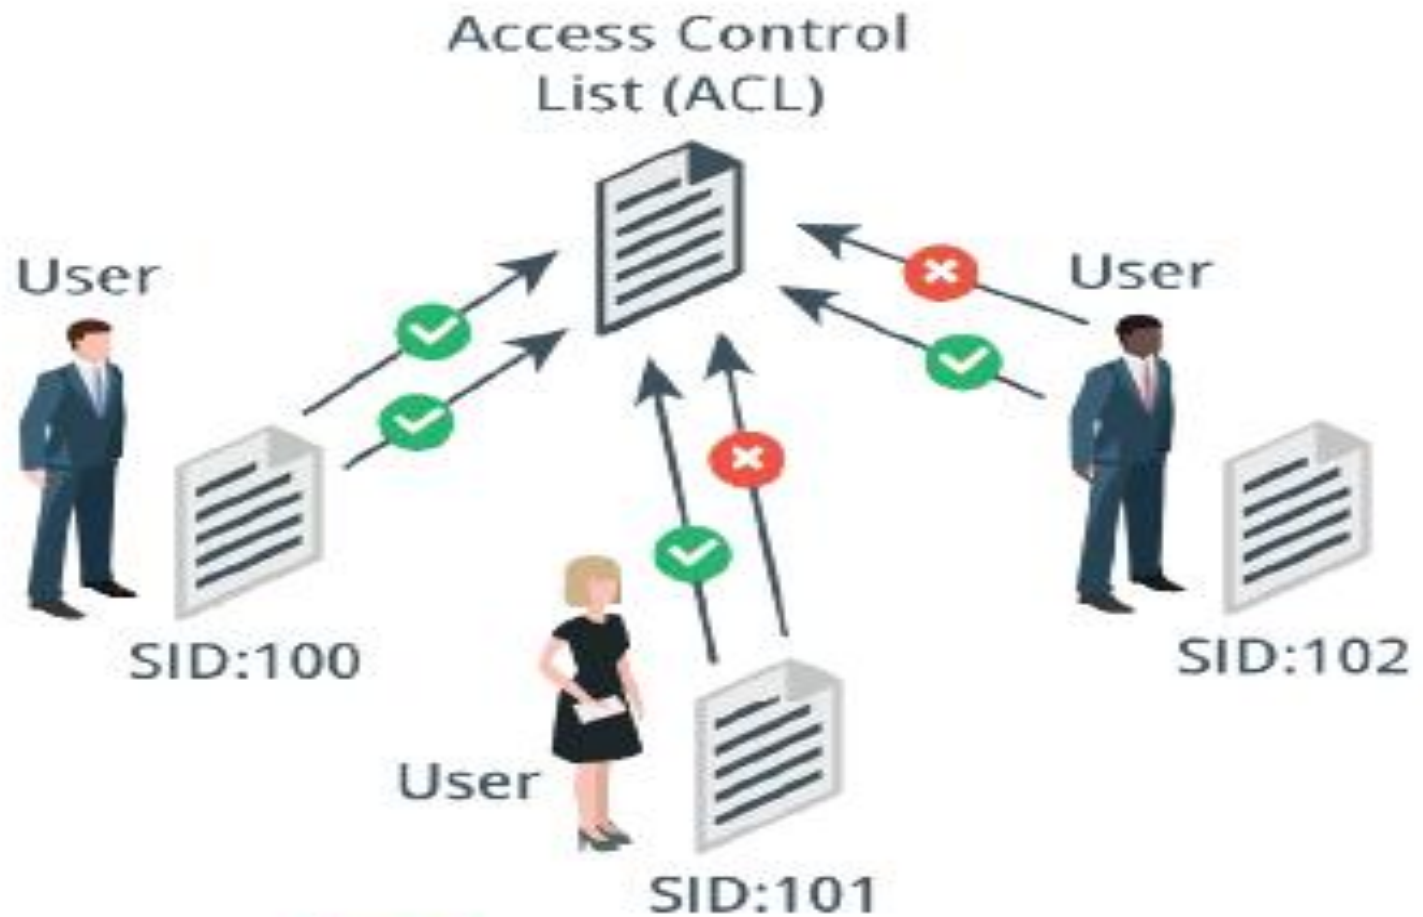 Access Control
List (ACL)
User
User
SID:100
SID:102
User
SID:101